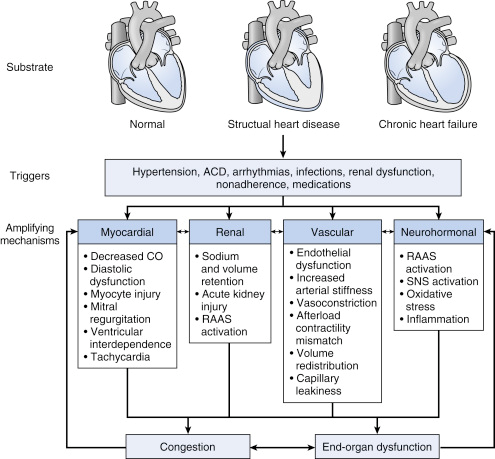 Substrate
Normal
Structual heart disease
Chronic heart failure
Triggers
Hypertension, ACD, arrhythmias, infections, renal dysfunction,
nonadherence, medications
Amplifying
mechanisms
Myocardial
• Decreased CO
• Diastolic
dysfunction
• Myocyte injury
• Mitral
regurgitation
• Ventricular
interdependence
• Tachycardia
Renal
• Sodium
and volume
retention
• Acute kidney
injury
• RAAS
activation
Vascular
• Endothelial
dysfunction
• Increased
arterial stiffness
• Vasoconstriction
• Afterload
contractility
mismatch
• Volume
redistribution
• Capillary
leakiness
Neurohormonal
• RAAS
activation
• SNS activation
• Oxidative
stress
• Inflammation
Congestion
End-organ dysfunction